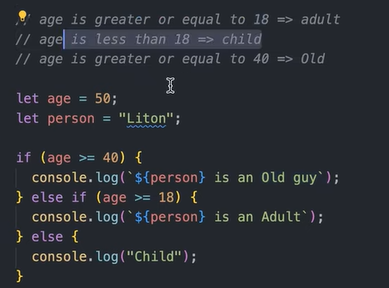 // age is greater or equal to 18 => adult
// age is less than 18 => child
// age is greater or equal to 40 => Old
let age = 50;
let person = "Liton";
if (age >= 40) {
console.log(`${person} is an Old guy`);
} else if (age >= 18) {
console.log(`${person} is an Adult`);
} else {
console.log("Child");
}